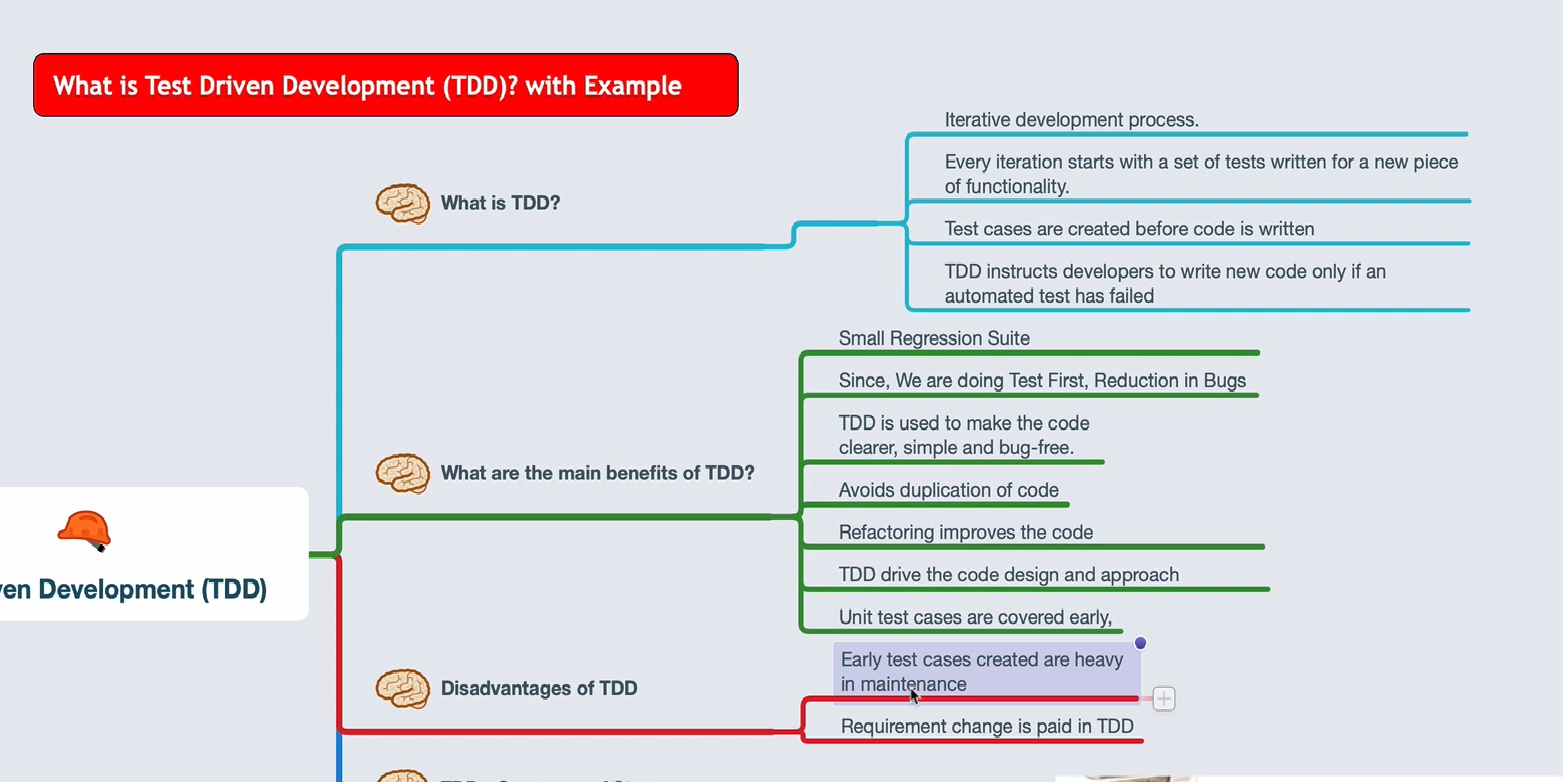 What is Test Driven Development (TDD)? with Example
Iterative development process.
Every iteration starts with a set of tests written for a new piece
of functionality.
What is TDD?
Test cases are created before code is written
TDD instructs developers to write new code only if an
automated test has failed
Small Regression Suite
Since, We are doing Test First, Reduction in Bugs
TDD is used to make the code
clearer, simple and bug-free.
What are the main benefits of TDD?
Avoids duplication of code
Refactoring improves the code
TDD drive the code design and approach
Development (TDD)
Unit test cases are covered early,
Early test cases created are heavy
in maintenance
Disadvantages of TDD
Requirement change is paid in TDD